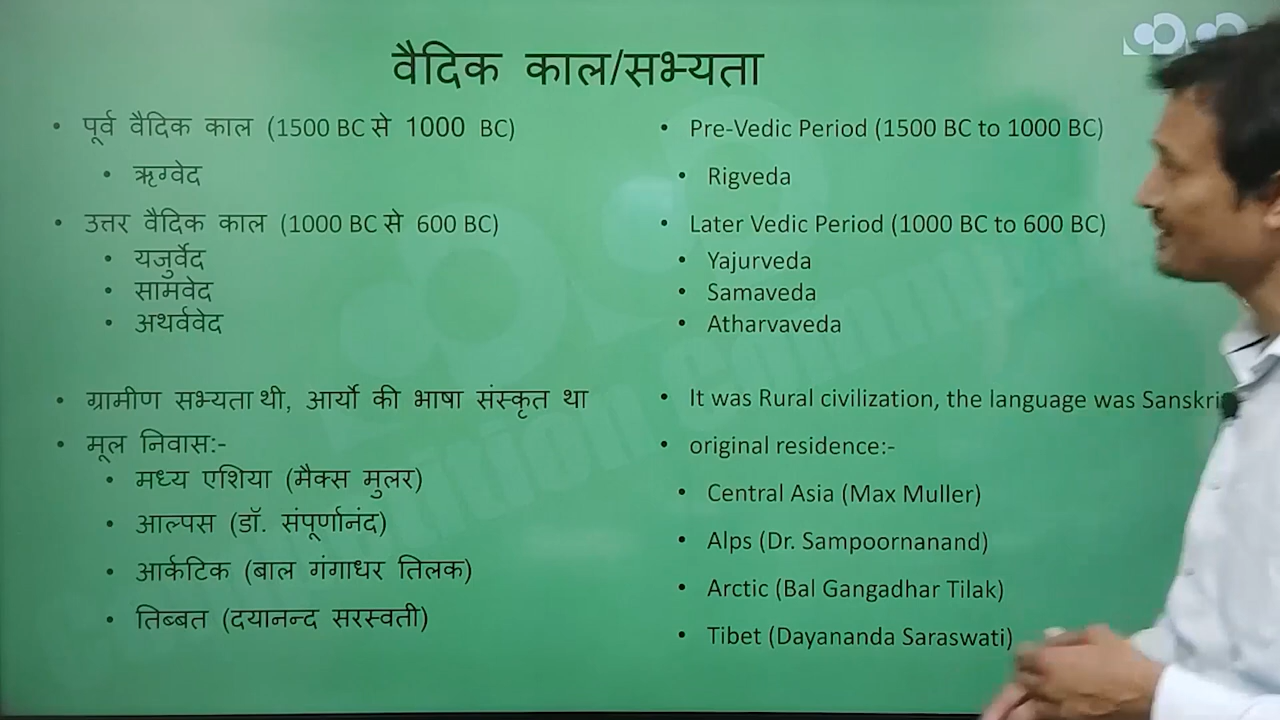 वैदिक काल/सभ्यता
• पूर्व वैदिक काल (1500 BC से 1000 BC)
• ऋग्वेद
• उत्तर वैदिक काल (1000 BC से 600 BC)
• यजुर्वेद
• सामवेद
• अथर्ववेद
• ग्रामीण सभ्यता थी, आर्यो की भाषा संस्कृत था
• मूल निवास:-
• मध्य एशिया (मैक्स मुलर)
• आल्पस (डॉ. संपूर्णानंद)
• आर्कटिक (बाल गंगाधर तिलक)
• तिब्बत (दयानन्द सरस्वती)
• Pre-Vedic Period (1500 BC to 1000 BC)
• Rigveda
• Later Vedic Period (1000 BC to 600 BC)
• Yajurveda
• Samaveda
• Atharvaveda
• It was Rural civilization, the language was Sanskri
• original residence:-
• Central Asia (Max Muller)
• Alps (Dr. Sampoornanand)
• Arctic (Bal Gangadhar Tilak)
• Tibet (Dayananda Saraswati)